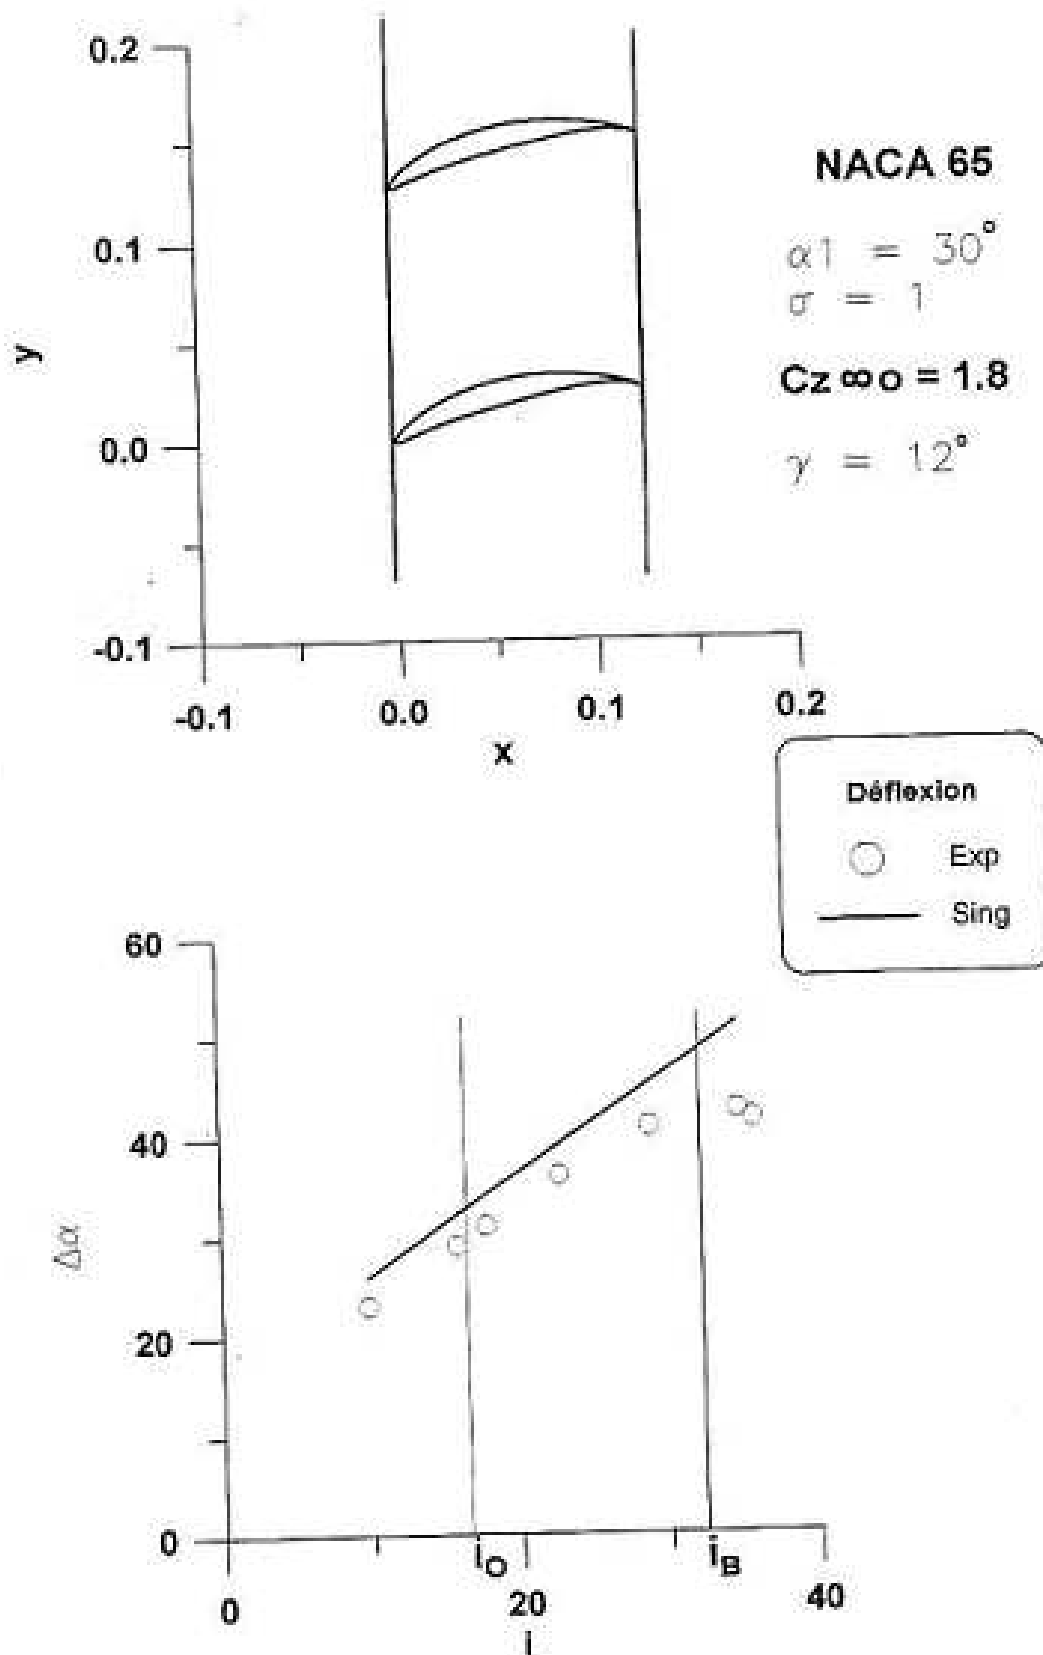 0.2
0.1
0.0
-0.1
y
-0.1
0.0
0.1
0.2
x
NACA 65
α1 = 30°
σ = 1
Cz∞o = 1.8
γ = 12°
Déflexion
Exp
Sing
60
40
20
0
Δα
0
iO
20
iB
40
i